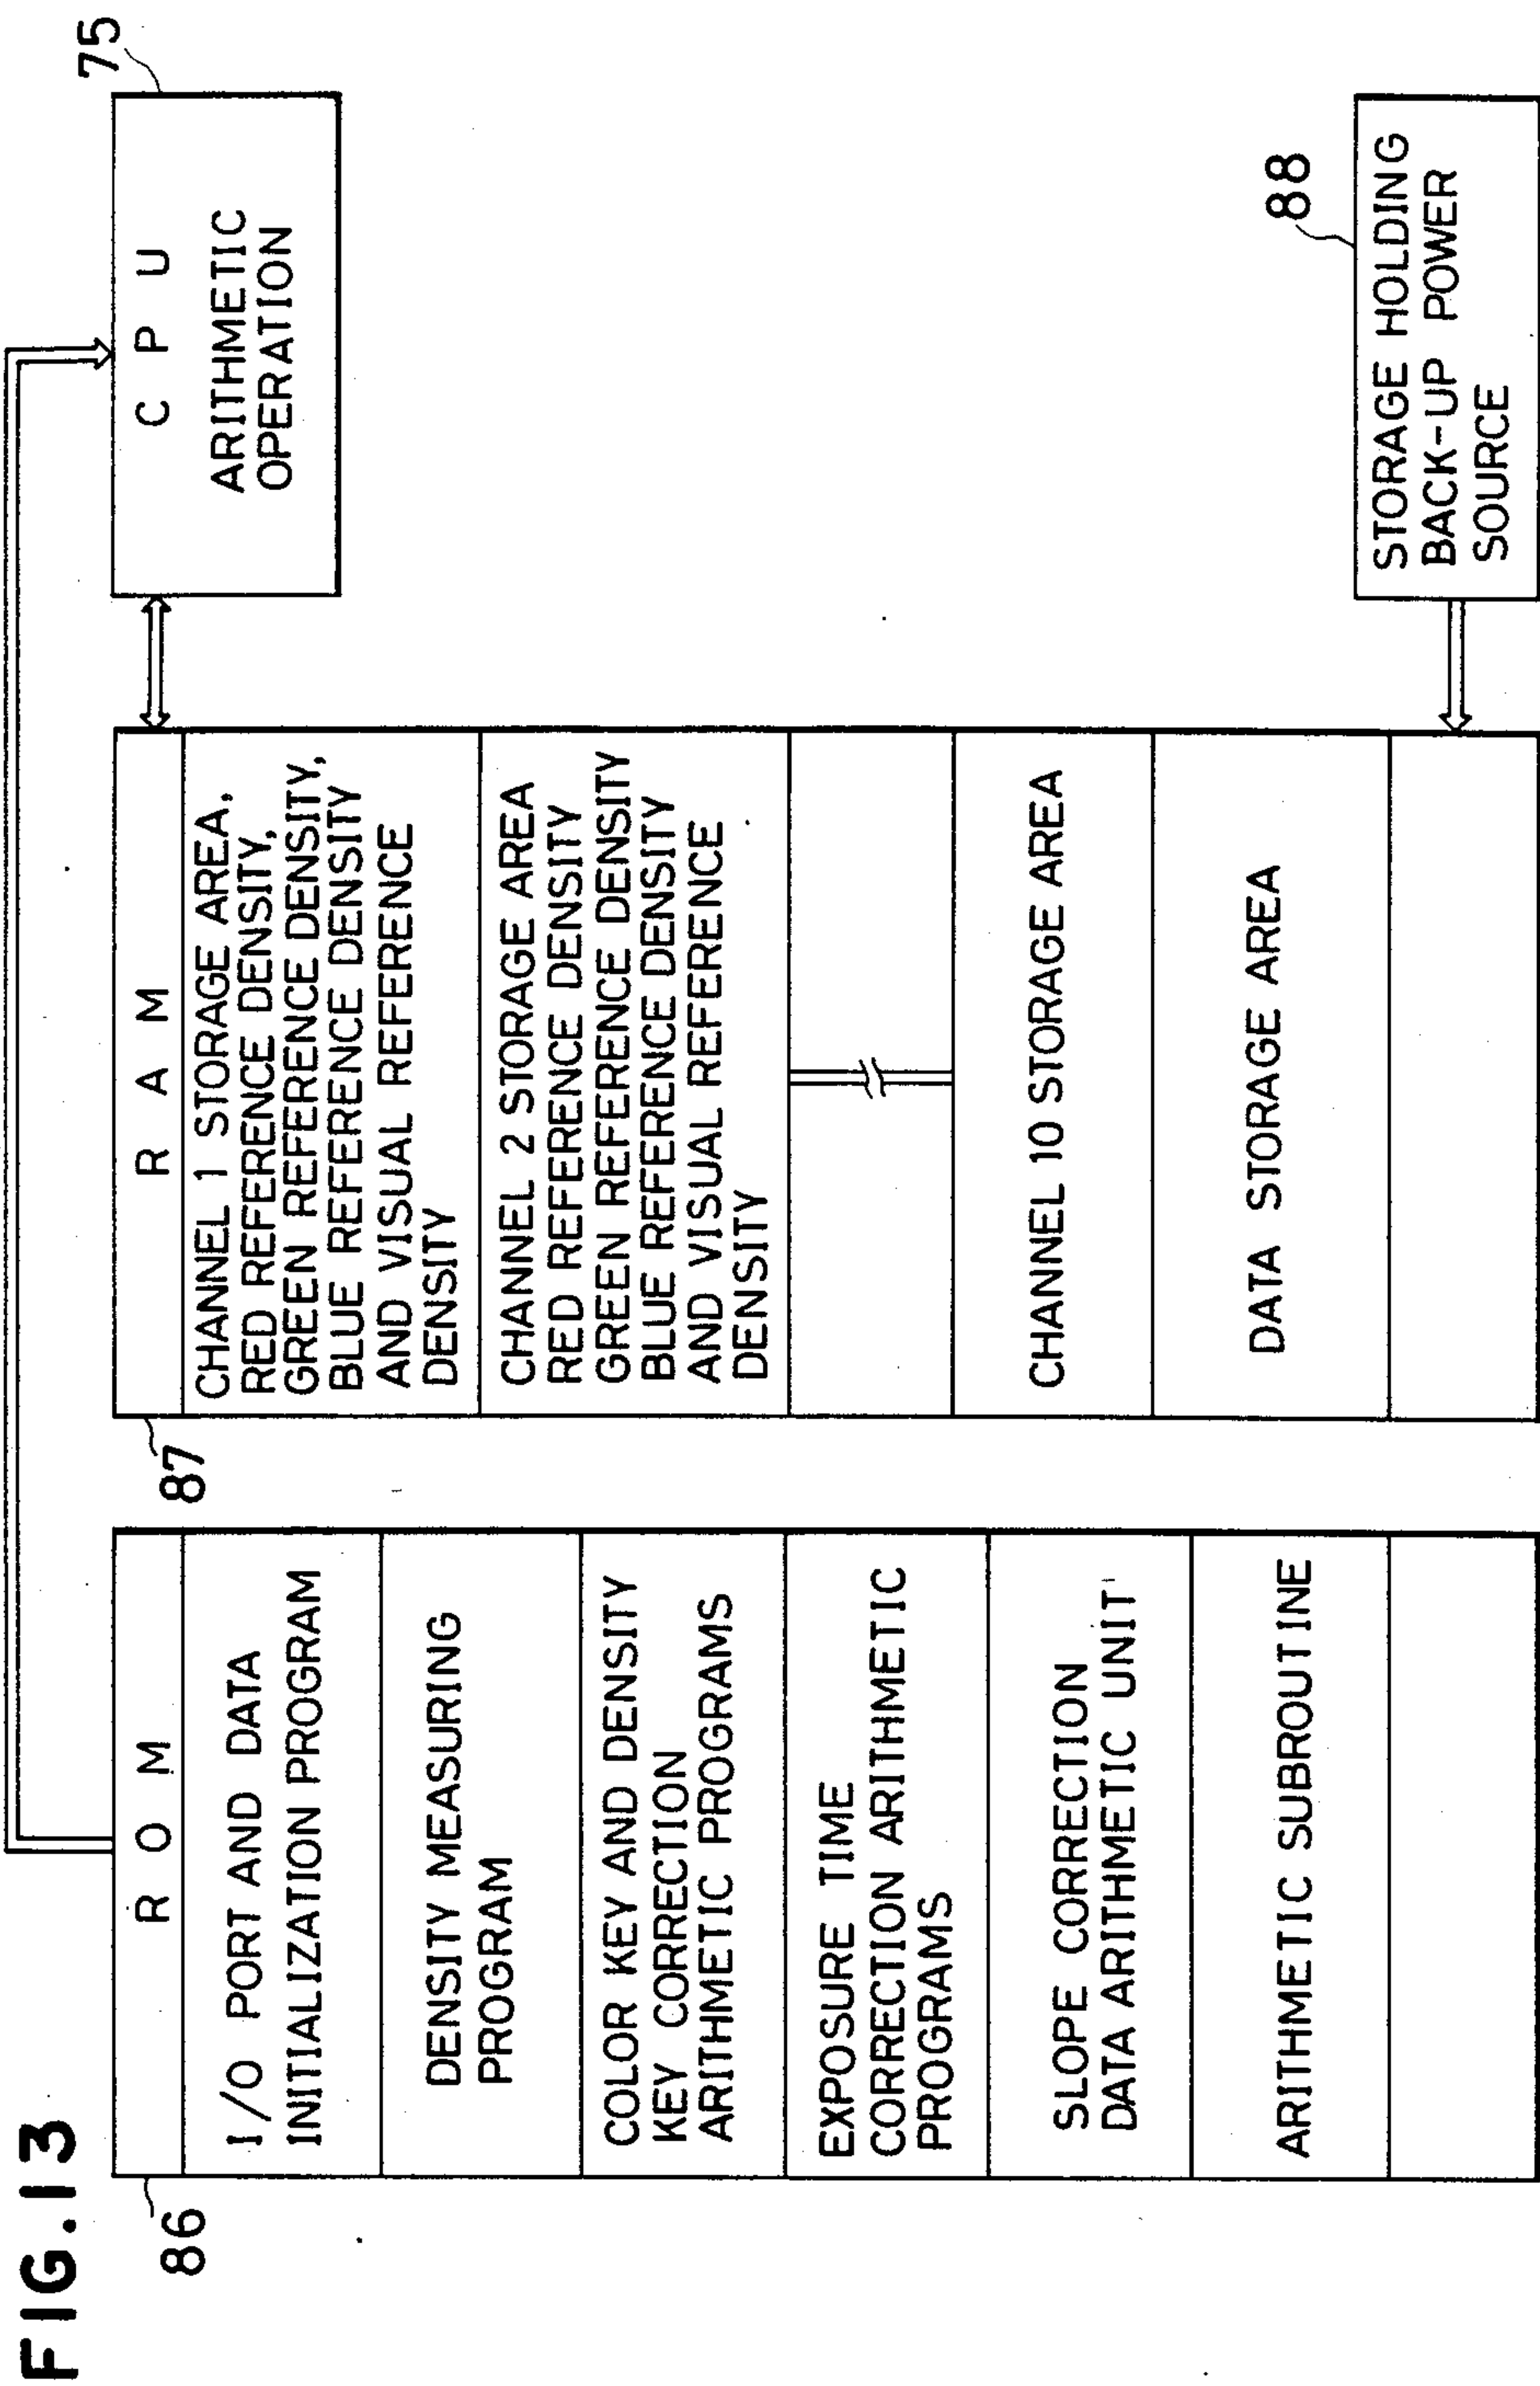 FIG.13
86
R O M
I/O PORT AND DATA
INITIALIZATION PROGRAM
DENSITY MEASURING
PROGRAM
COLOR KEY AND DENSITY
KEY CORRECTION
ARITHMETIC PROGRAMS
EXPOSURE TIME
CORRECTION ARITHMETIC
PROGRAMS
SLOPE CORRECTION
DATA ARITHMETIC UNIT
ARITHMETIC SUBROUTINE
87
R A M
CHANNEL 1 STORAGE AREA,
RED REFERENCE DENSITY,
GREEN REFERENCE DENSITY,
BLUE REFERENCE DENSITY
AND VISUAL REFERENCE
DENSITY
CHANNEL 2 STORAGE AREA
RED REFERENCE DENSITY
GREEN REFERENCE DENSITY
BLUE REFERENCE DENSITY
AND VISUAL REFERENCE
DENSITY
CHANNEL 10 STORAGE AREA
DATA STORAGE AREA
75
C P U
ARITHMETIC
OPERATION
88
STORAGE HOLDING
BACK-UP POWER
SOURCE